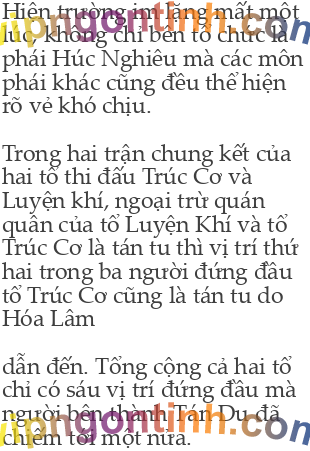 Hiện trường im lặng mất một
lúc, không chỉ bên tổ chức là
phái Húc Nghiêu mà các môn
phái khác cũng đều thể hiện
rõ vẻ khó chịu.
Trong hai trận chung kết của
hai tổ thi đấu Trúc Cơ và
Luyện khí, ngoại trừ quán
quân của tổ Luyện Khí và tổ
Trúc Cơ là tán tu thì vị trí thứ
hai trong ba người đứng đầu
tổ Trúc Cơ cũng là tán tu do
Hóa Lâm
dẫn đến. Tổng cộng cả hai tổ
chỉ có sáu vị trí đứng đầu mà
người bên thành Tán Du đã
chiếm tới một nửa.
vipngontinh.com
vipngontinh.com